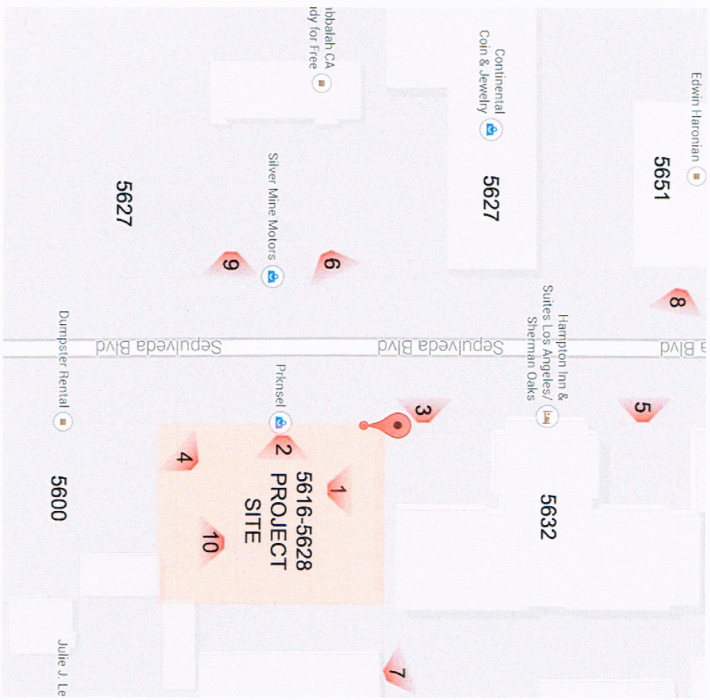 abbalah CA
dy for Free
Continental
Coin & Jewelry
Edwin Haronian
5651
5627
5627
Silver Mine Motors
9
6
8
Hampton Inn &
Suites Los Angeles/
Sherman Oaks
Sepulveda Blvd
Sepulveda Blvd
a Blvd
Dumpster Rental
Prknsel
3
5
4
2
1
10
5616-5628
PROJECT
SITE
5632
5600
7
Julie J. Le